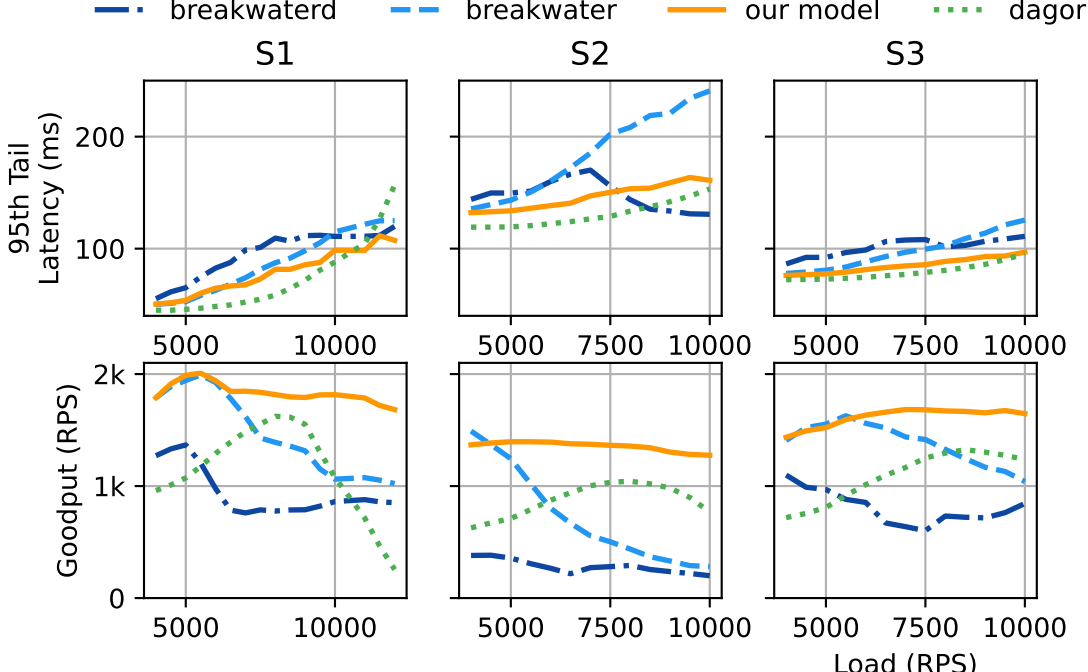 breakwaterd breakwater our model dagor
S1 S2 S3
95th Tail
Latency (ms)
200
100
5000 10000 5000 7500 10000 5000 7500 10000
Goodput (RPS)
2k
1k
0
5000 10000 5000 7500 10000 5000 7500 10000
Load (RPS)